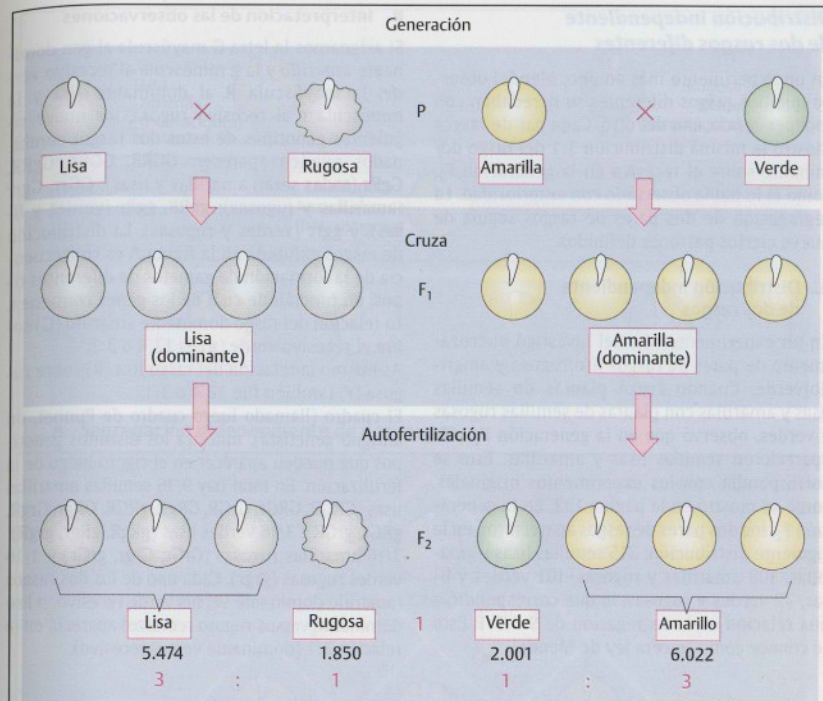 Generación
Lisa
×
Rugosa
P
Amarilla
×
Verde
Cruza
F₁
Lisa
(dominante)
Amarilla
(dominante)
Autofertilización
F₂
Lisa
Rugosa
1
Verde
Amarillo
5.474
1.850
2.001
6.022
3 : 1
1 : 3